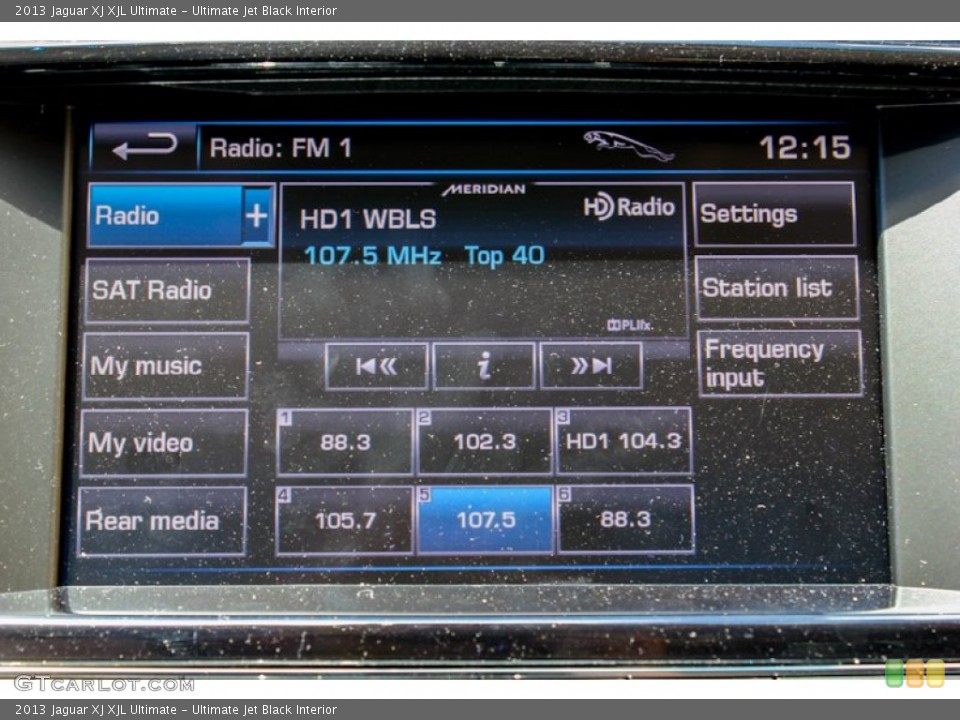 2013 Jaguar XJ XJL Ultimate - Ultimate Jet Black Interior
Radio: FM 1
12:15
Radio +
SAT Radio
My music
My video
Rear media
MERIDIAN
HD1 WBLS
HD Radio
107.5 MHz Top 40
PLIIx
i
1 88.3
2 102.3
3 HD1 104.3
4 105.7
5 107.5
6 88.3
Settings
Station list
Frequency
input
GTCARLOT.COM
2013 Jaguar XJ XJL Ultimate - Ultimate Jet Black Interior